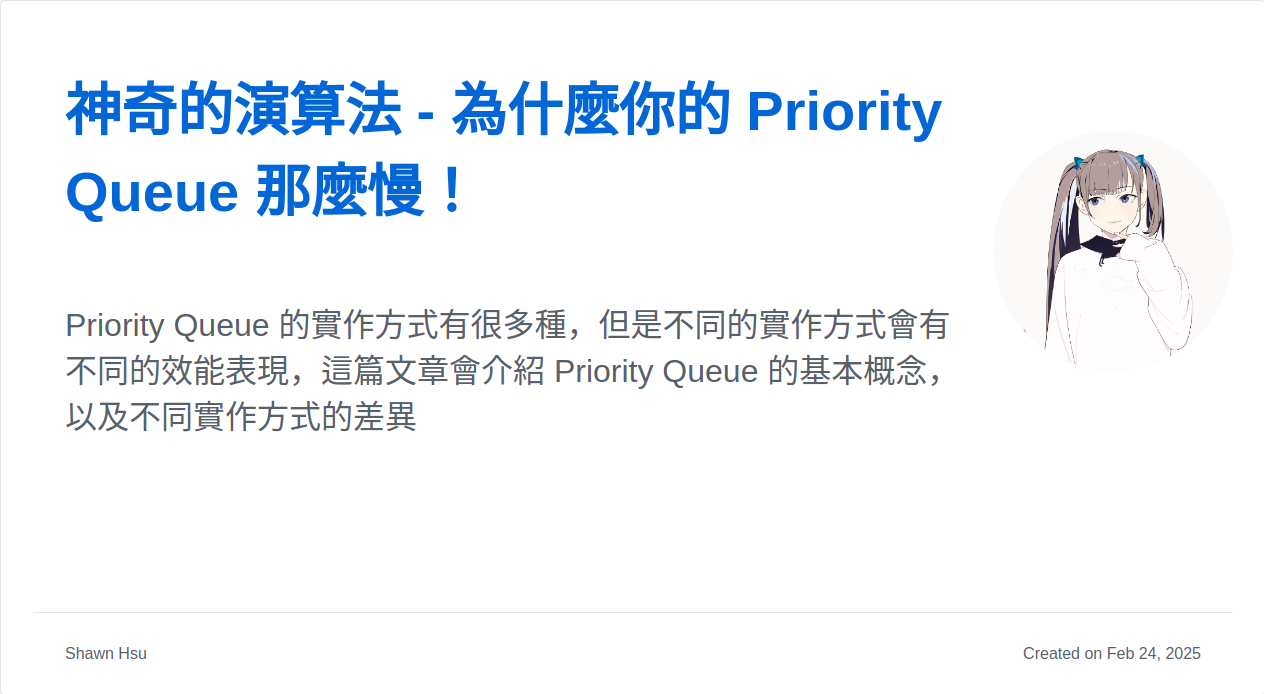 神奇的演算法 - 為什麼你的 Priority
Queue 那麼慢！
Priority Queue 的實作方式有很多種，但是不同的實作方式會有
不同的效能表現，這篇文章會介紹 Priority Queue 的基本概念，
以及不同實作方式的差異
Shawn Hsu
Created on Feb 24, 2025